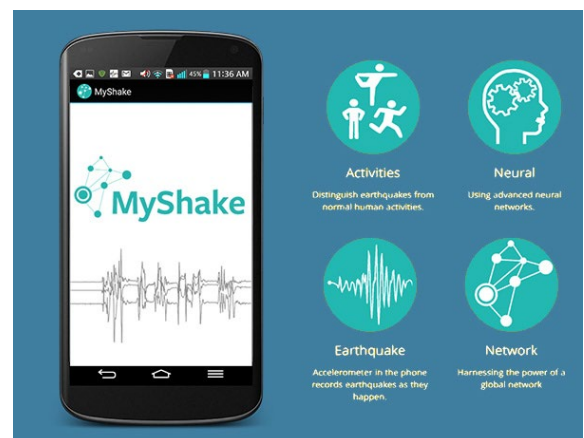 45% 11:36 AM
MyShake
MyShake
Activities
Distinguish earthquakes from
normal human activities.
Neural
Using advanced neural
networks.
Earthquake
Accelerometer in the phone
records earthquakes as they
happen.
Network
Harnessing the power of a
global network